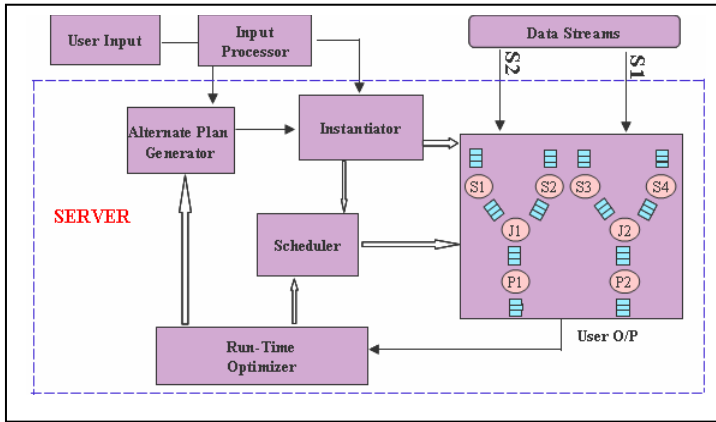 User Input
Input
Processor
Data Streams
S2
S1
Alternate Plan
Generator
Instantiator
S1
S2
S3
S4
SERVER
J1
J2
Scheduler
P1
P2
User O/P
Run-Time
Optimizer